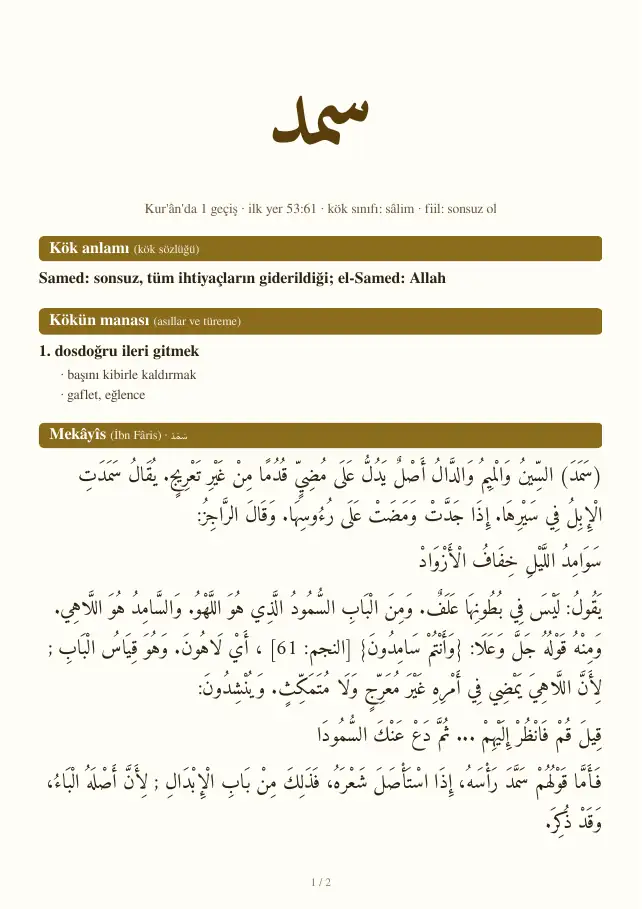 سمد
Kur'ân'da 1 geçiş · ilk yer 53:61 · kök sınıfı: sâlim · fiil: sonsuz ol
Kök anlamı (kök sözlüğü)
Samed: sonsuz, tüm ihtiyaçların giderildiği; el-Samed: Allah
Kökün manası (asıllar ve türeme)
1. dosdoğru ileri gitmek
· başını kibirle kaldırmak
· gaflet, eğlence
Mekâyîs (İbn Fâris) · سَمَدَ
(سَمَدَ) السِّينُ وَالْمِيمُ وَالدَّالُ أَصْلٌ يَدُلُّ عَلَى مُضِيٍّ قُدُمًا مِنْ غَيْرِ تَعْرِيجٍ. يُقَالُ سَمَدَتِ
الْإِبِلُ فِي سَيْرِهَا. إِذَا جَدَّتْ وَمَضَتْ عَلَى رُءُوسِهَا. وَقَالَ الرَّاجِزُ:
سَوَامِدُ اللَّيْلِ خِفَافُ الْأَزْوَادْ
يَقُولُ: لَيْسَ فِي بُطُونِهَا عَلَفٌ. وَمِنَ الْبَابِ السُّمُودُ الَّذِي هُوَ اللَّهْوُ. وَالسَّامِدُ هُوَ اللَّاهِي.
وَمِنْهُ قَوْلُهُ جَلَّ وَعَلَا: {وَأَنْتُمْ سَامِدُونَ} [النجم: 61] ، أَيْ لَاهُونَ. وَهُوَ قِيَاسُ الْبَابِ ;
لِأَنَّ اللَّاهِيَ يَمْضِي فِي أَمْرِهِ غَيْرَ مُعَرِّجٍ وَلَا مُتَمَكِّثٍ. وَيُنْشِدُونَ:
قِيلَ قُمْ فَانْظُرْ إِلَيْهِمْ ... ثُمَّ دَعْ عَنْكَ السُّمُودَا
فَأَمَّا قَوْلُهُمْ سَمَّدَ رَأْسَهُ، إِذَا اسْتَأْصَلَ شَعْرَهُ، فَذَلِكَ مِنْ بَابِ الْإِبْدَالِ ; لِأَنَّ أَصْلَهُ الْبَاءُ،
وَقَدْ ذُكِرَ.
1 / 2